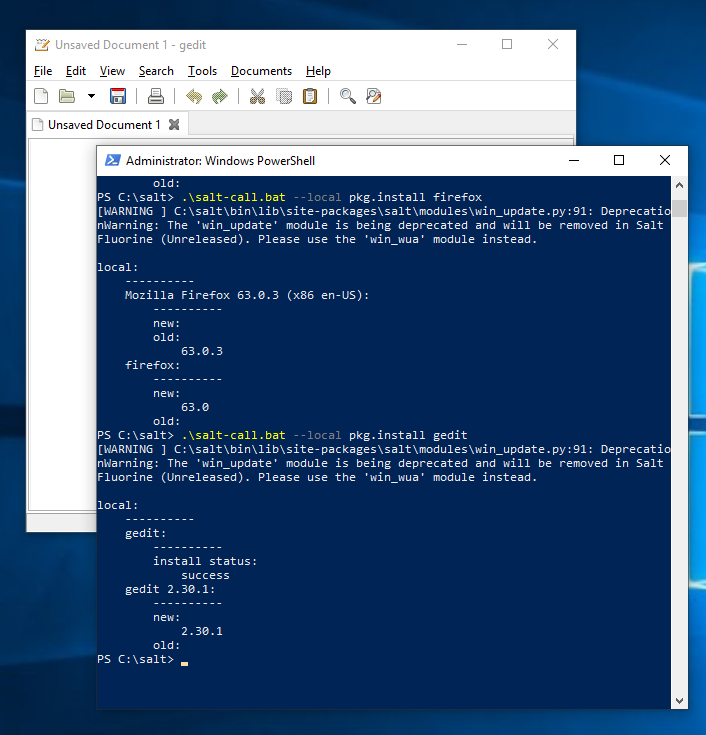 Unsaved Document 1 - gedit
File Edit View Search Tools Documents Help
Unsaved Document 1
Administrator: Windows PowerShell
old:
PS C:\salt> .\salt-call.bat --local pkg.install firefox
[WARNING ] C:\salt\bin\lib\site-packages\salt\modules\win_update.py:91: Deprecatio
nWarning: The 'win_update' module is being deprecated and will be removed in Salt
Fluorine (Unreleased). Please use the 'win_wua' module instead.
local:
----------
Mozilla Firefox 63.0.3 (x86 en-US):
----------
new:
old:
63.0.3
firefox:
----------
new:
63.0
old:
PS C:\salt> .\salt-call.bat --local pkg.install gedit
[WARNING ] C:\salt\bin\lib\site-packages\salt\modules\win_update.py:91: Deprecatio
nWarning: The 'win_update' module is being deprecated and will be removed in Salt
Fluorine (Unreleased). Please use the 'win_wua' module instead.
local:
----------
gedit:
----------
install status:
success
gedit 2.30.1:
----------
new:
2.30.1
old:
PS C:\salt>